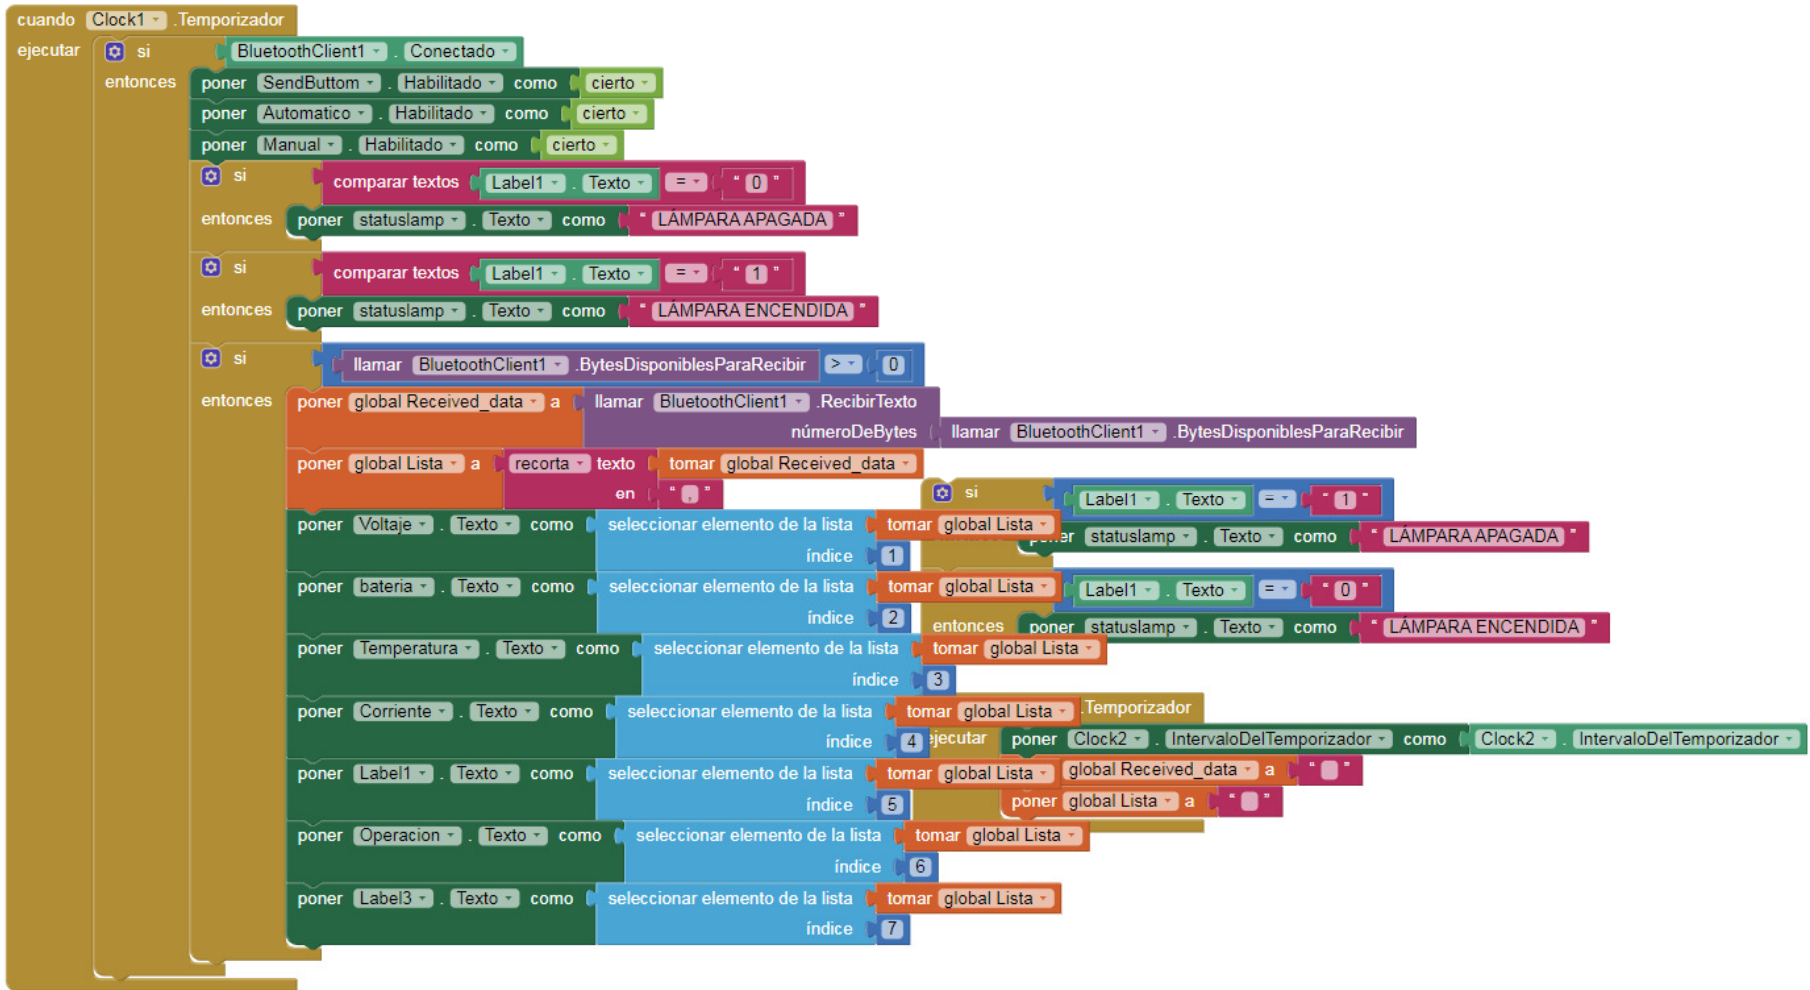 cuando Clock1 .Temporizador
ejecutar si BluetoothClient1 . Conectado
entonces poner SendButtom . Habilitado como cierto
poner Automatico . Habilitado como cierto
poner Manual . Habilitado como cierto
si comparar textos Label1 . Texto = " 0 "
entonces poner statuslamp . Texto como " LÁMPARA APAGADA "
si comparar textos Label1 . Texto = " 1 "
entonces poner statuslamp . Texto como " LÁMPARA ENCENDIDA "
si llamar BluetoothClient1 .BytesDisponiblesParaRecibir > 0
entonces poner global Received_data a llamar BluetoothClient1 .RecibirTexto
númeroDeBytes llamar BluetoothClient1 .BytesDisponiblesParaRecibir
poner global Lista a recorta texto tomar global Received_data
en " , "
poner Voltaje . Texto como seleccionar elemento de la lista tomar global Lista
índice 1
poner bateria . Texto como seleccionar elemento de la lista tomar global Lista
índice 2
poner Temperatura . Texto como seleccionar elemento de la lista tomar global Lista
índice 3
poner Corriente . Texto como seleccionar elemento de la lista tomar global Lista
índice 4
poner Label1 . Texto como seleccionar elemento de la lista tomar global Lista
índice 5
poner Operacion . Texto como seleccionar elemento de la lista tomar global Lista
índice 6
poner Label3 . Texto como seleccionar elemento de la lista tomar global Lista
índice 7
si Label1 . Texto = " 1 "
poner statuslamp . Texto como " LÁMPARA APAGADA "
Label1 . Texto = " 0 "
entonces poner statuslamp . Texto como " LÁMPARA ENCENDIDA "
.Temporizador
ejecutar poner Clock2 . IntervaloDelTemporizador como Clock2 . IntervaloDelTemporizador
global Received_data a " "
poner global Lista a " "